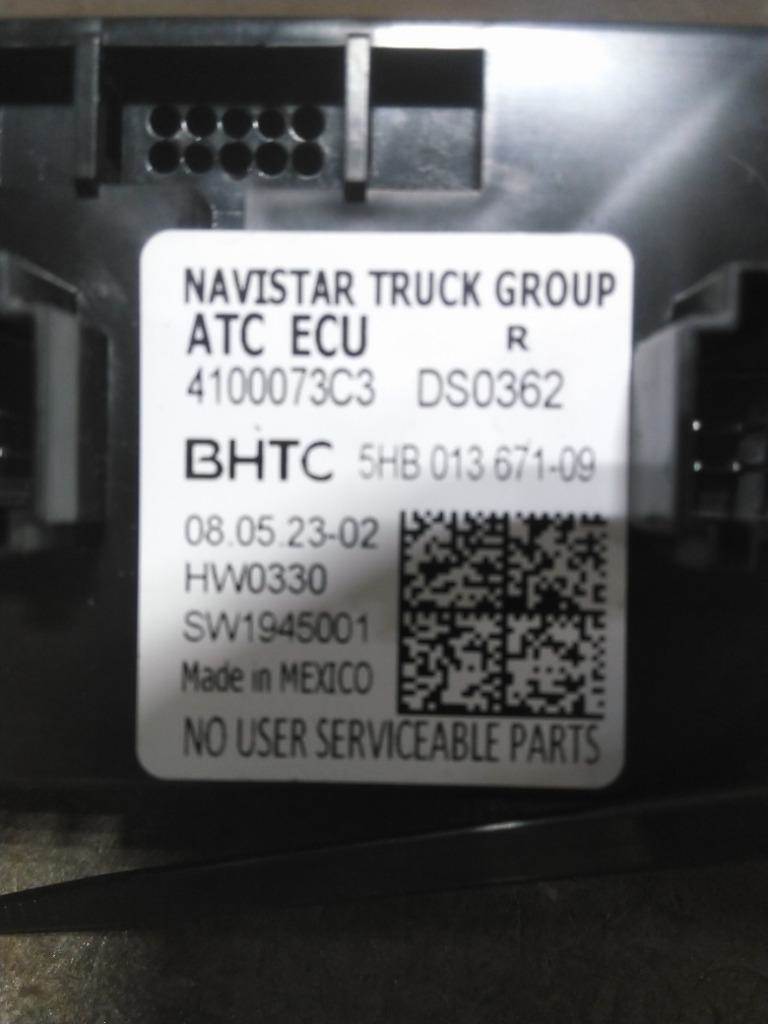 NAVISTAR TRUCK GROUP
ATC ECU R
4100073C3 DS0362
BHTC 5HB 013 671-09
08.05.23-02
HW0330
SW1945001
Made in MEXICO
NO USER SERVICEABLE PARTS